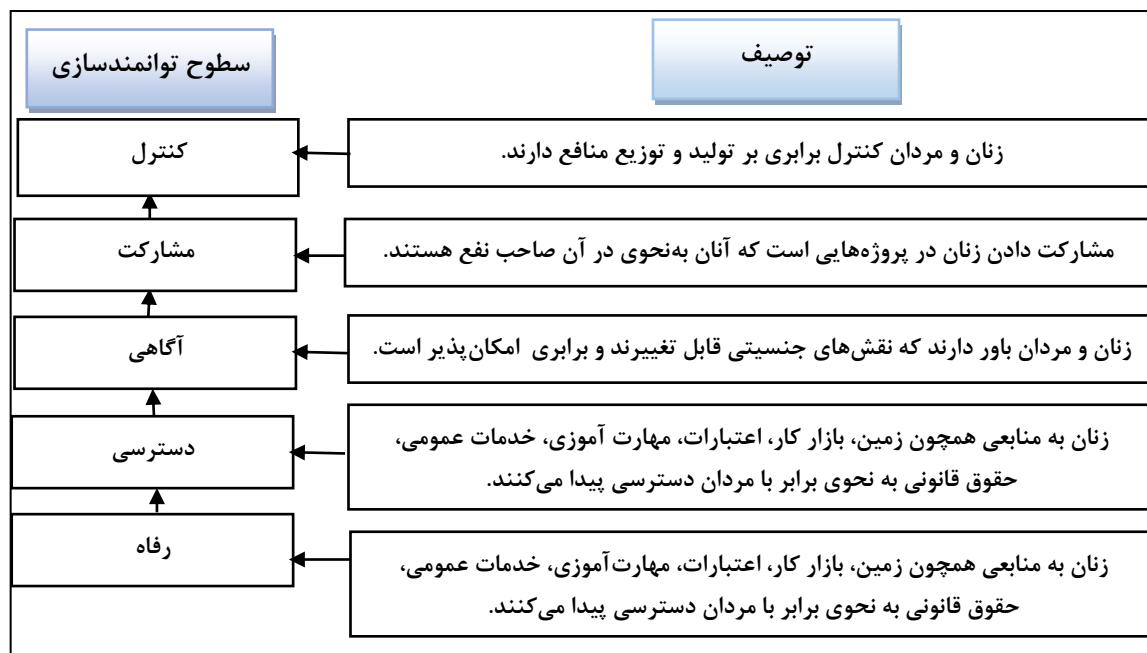 سطوح توانمندسازی
توصیف
کنترل
زنان و مردان کنترل برابری بر تولید و توزیع منافع دارند.
مشارکت
مشارکت دادن زنان در پروژه‌هایی است که آنان به‌نحوی در آن صاحب نفع هستند.
آگاهی
زنان و مردان باور دارند که نقش‌های جنسیتی قابل تغییرند و برابری امکان‌پذیر است.
دسترسی
زنان به منابعی همچون زمین، بازار کار، اعتبارات، مهارت آموزی، خدمات عمومی،
حقوق قانونی به نحوی برابر با مردان دسترسی پیدا می‌کنند.
رفاه
زنان به منابعی همچون زمین، بازار کار، اعتبارات، مهارت‌آموزی، خدمات عمومی،
حقوق قانونی به نحوی برابر با مردان دسترسی پیدا می‌کنند.